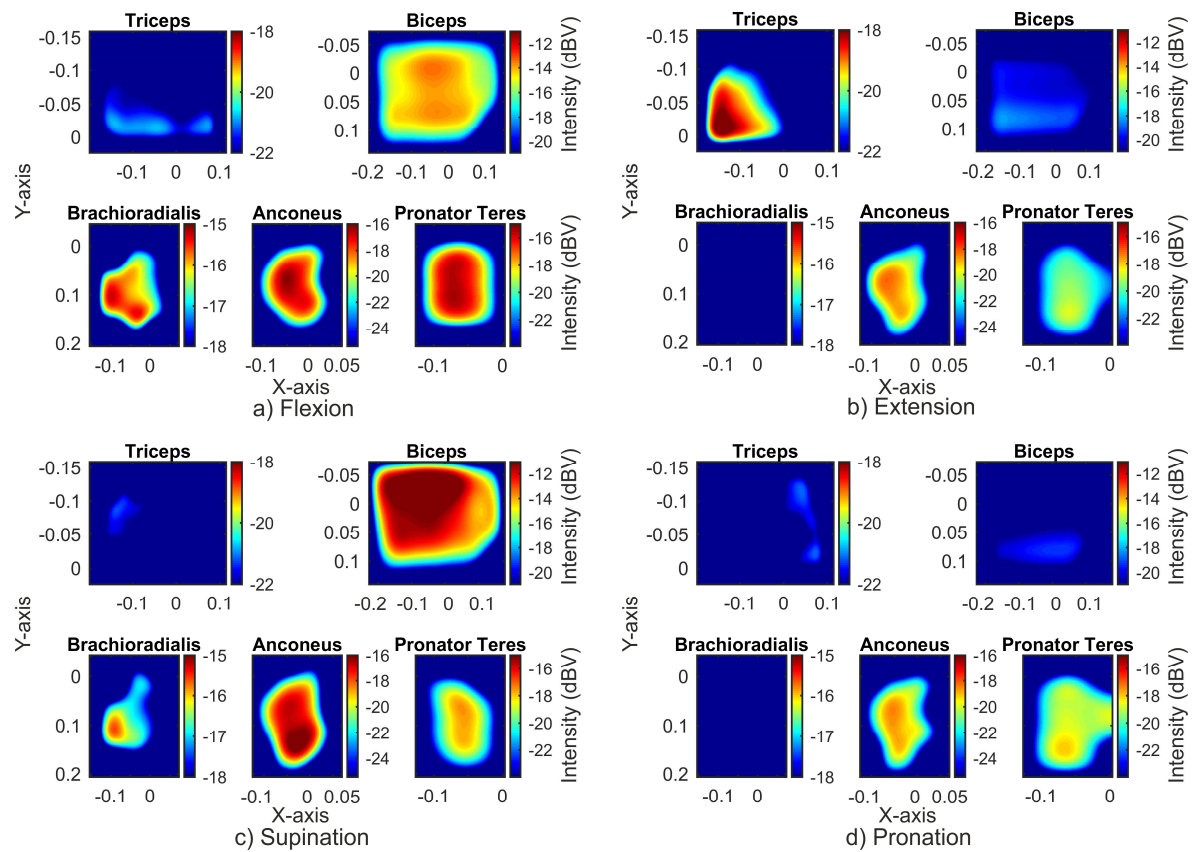 Triceps Biceps
-0.15 -0.1 -0.05 0
-18 -20 -22
-0.1 0 0.1
-0.05 0 0.05 0.1
-12 -14 -16 -18 -20
Intensity (dBV)
-0.2 -0.1 0 0.1
Y-axis
Brachioradialis Anconeus Pronator Teres
0 0.1 0.2
-15 -16 -17 -18
-0.1 0
-16 -18 -20 -22 -24
-0.1 0 0.05
-16 -18 -20 -22
Intensity (dBV)
-0.1 0
X-axis
a) Flexion
Triceps Biceps
-0.15 -0.1 -0.05 0
-18 -20 -22
-0.1 0 0.1
-0.05 0 0.05 0.1
-12 -14 -16 -18 -20
Intensity (dBV)
-0.2 -0.1 0 0.1
Y-axis
Brachioradialis Anconeus Pronator Teres
0 0.1 0.2
-15 -16 -17 -18
-0.1 0
-16 -18 -20 -22 -24
-0.1 0 0.05
-16 -18 -20 -22
Intensity (dBV)
-0.1 0
X-axis
b) Extension
Triceps Biceps
-0.15 -0.1 -0.05 0
-18 -20 -22
-0.1 0 0.1
-0.05 0 0.05 0.1
-12 -14 -16 -18 -20
Intensity (dBV)
-0.2 -0.1 0 0.1
Y-axis
Brachioradialis Anconeus Pronator Teres
0 0.1 0.2
-15 -16 -17 -18
-0.1 0
-16 -18 -20 -22 -24
-0.1 0 0.05
-16 -18 -20 -22
Intensity (dBV)
-0.1 0
X-axis
c) Supination
Triceps Biceps
-0.15 -0.1 -0.05 0
-18 -20 -22
-0.1 0 0.1
-0.05 0 0.05 0.1
-12 -14 -16 -18 -20
Intensity (dBV)
-0.2 -0.1 0 0.1
Y-axis
Brachioradialis Anconeus Pronator Teres
0 0.1 0.2
-15 -16 -17 -18
-0.1 0
-16 -18 -20 -22 -24
-0.1 0 0.05
-16 -18 -20 -22
Intensity (dBV)
-0.1 0
X-axis
d) Pronation